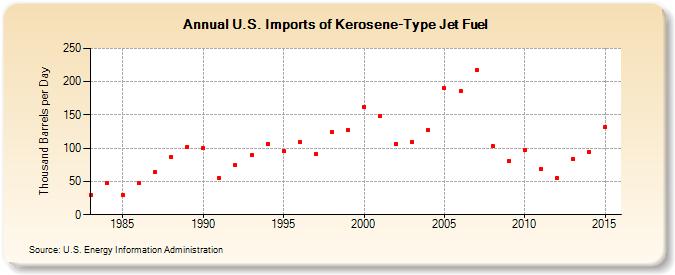 Annual U.S. Imports of Kerosene-Type Jet Fuel
Thousand Barrels per Day
250
200
150
100
50
0
1985 1990 1995 2000 2005 2010 2015
Source: U.S. Energy Information Administration